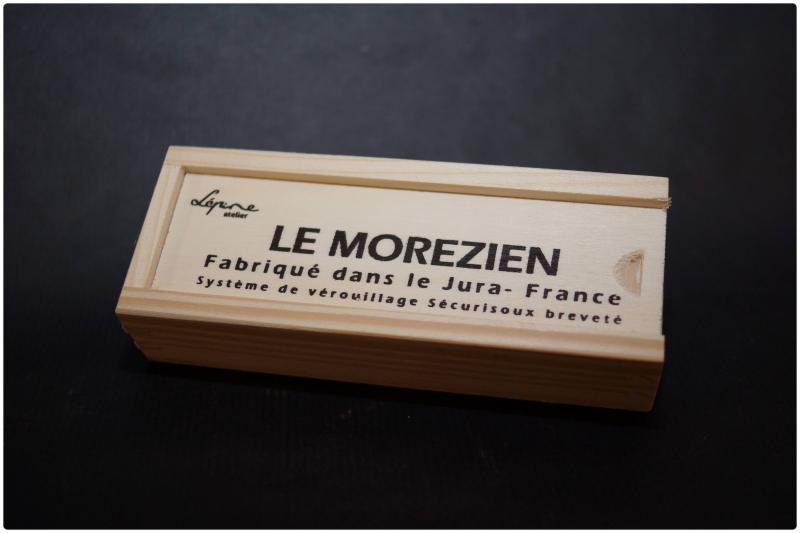 Lépine
atelier
LE MOREZIEN
Fabriqué dans le Jura- France
Système de vérouillage Sécurisoux breveté